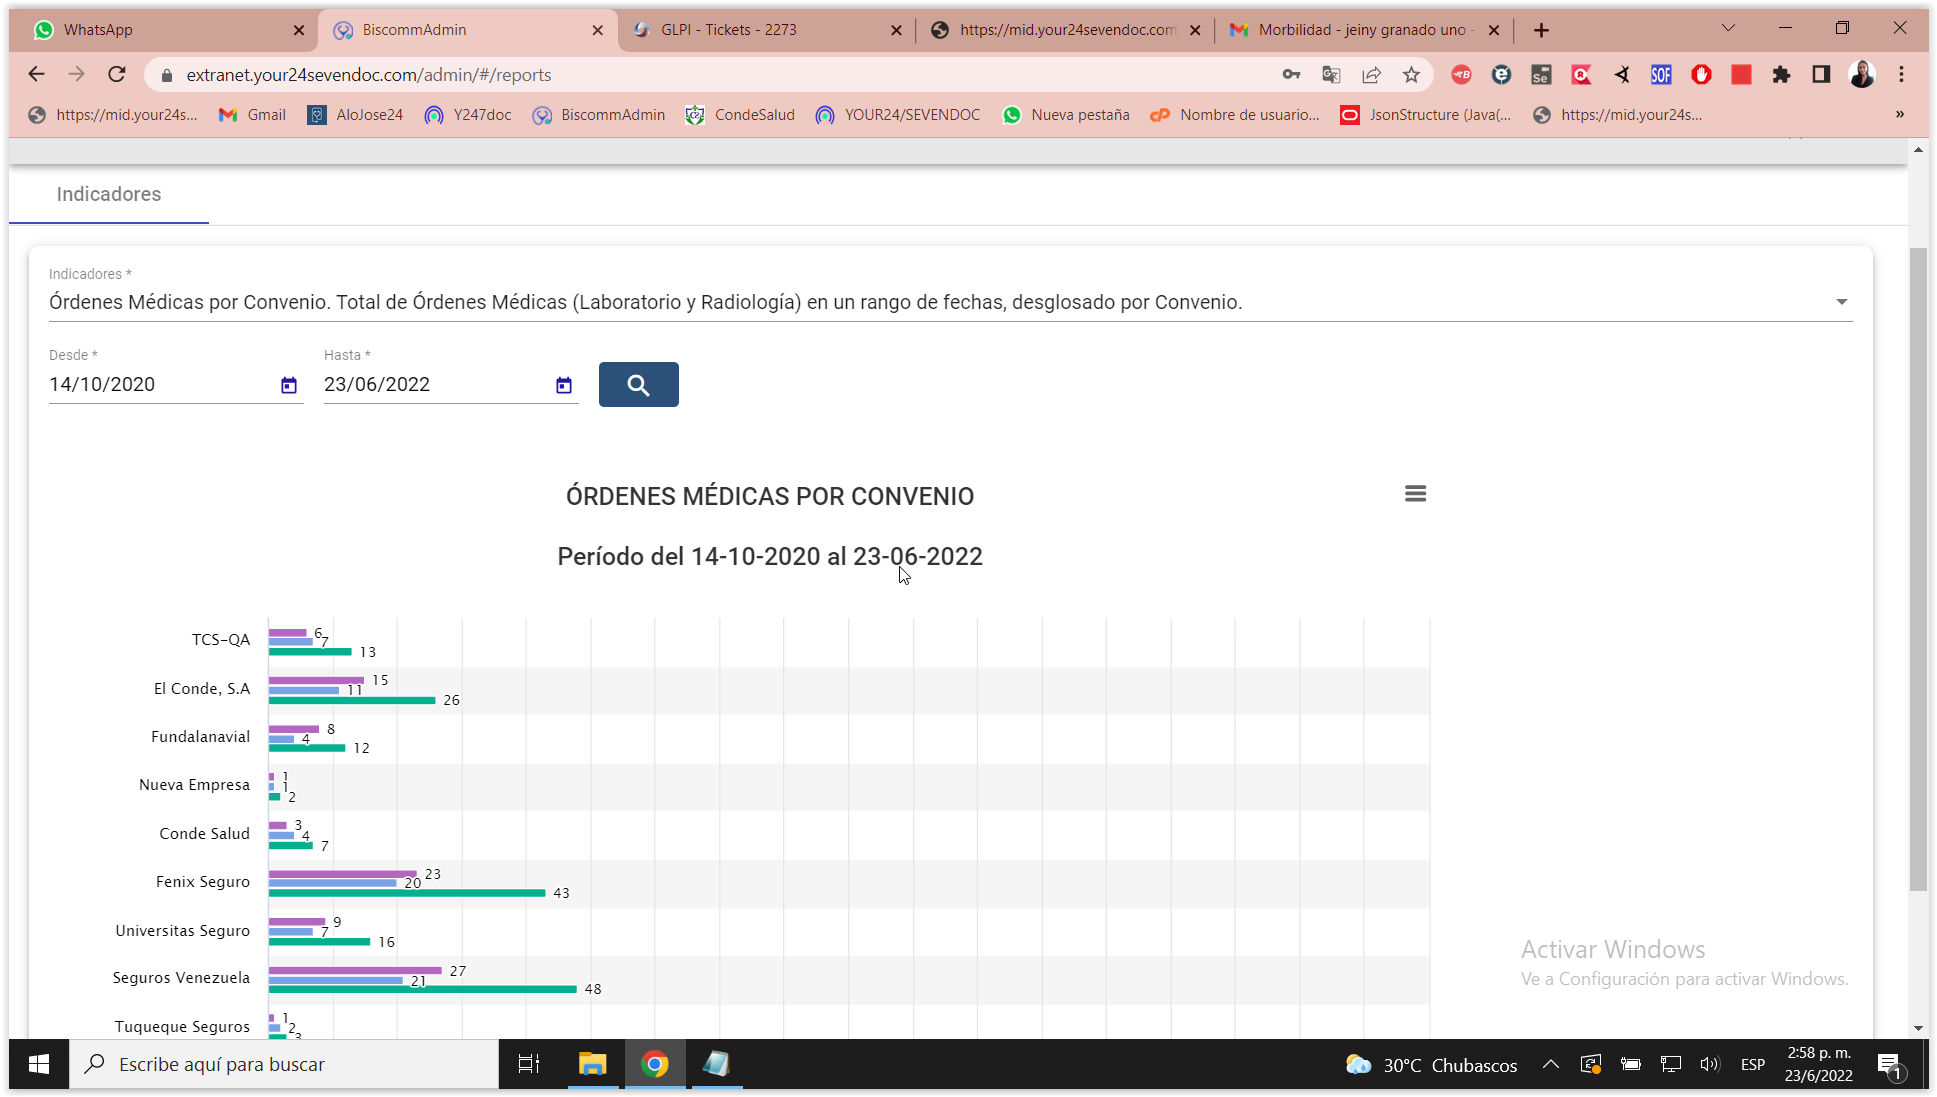 WhatsApp
BiscommAdmin
GLPI - Tickets - 2273
https://mid.your24sevendoc.com
Morbilidad - jeiny granado uno -
extranet.your24sevendoc.com/admin/#/reports
https://mid.your24s...
Gmail
AloJose24
Y247doc
BiscommAdmin
CondeSalud
YOUR24/SEVENDOC
Nueva pestaña
Nombre de usuario...
JsonStructure (Java(...
https://mid.your24s...
»
Indicadores
Indicadores *
Órdenes Médicas por Convenio. Total de Órdenes Médicas (Laboratorio y Radiología) en un rango de fechas, desglosado por Convenio.
Desde *
Hasta *
14/10/2020
23/06/2022
ÓRDENES MÉDICAS POR CONVENIO
Período del 14-10-2020 al 23-06-2022
TCS-QA
6
7
13
El Conde, S.A
15
11
26
Fundalanavial
8
4
12
Nueva Empresa
1
1
2
Conde Salud
3
4
7
Fenix Seguro
23
20
43
Universitas Seguro
9
7
16
Seguros Venezuela
27
21
48
Tuqueque Seguros
1
2
3
Activar Windows
Ve a Configuración para activar Windows.
Escribe aquí para buscar
30°C Chubascos
ESP
2:58 p. m.
23/6/2022
1